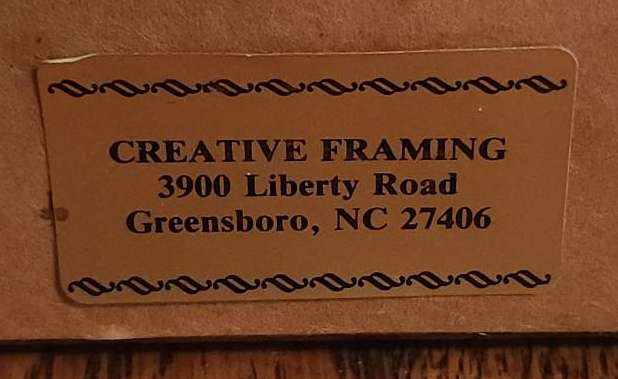 CREATIVE FRAMING
3900 Liberty Road
Greensboro, NC 27406